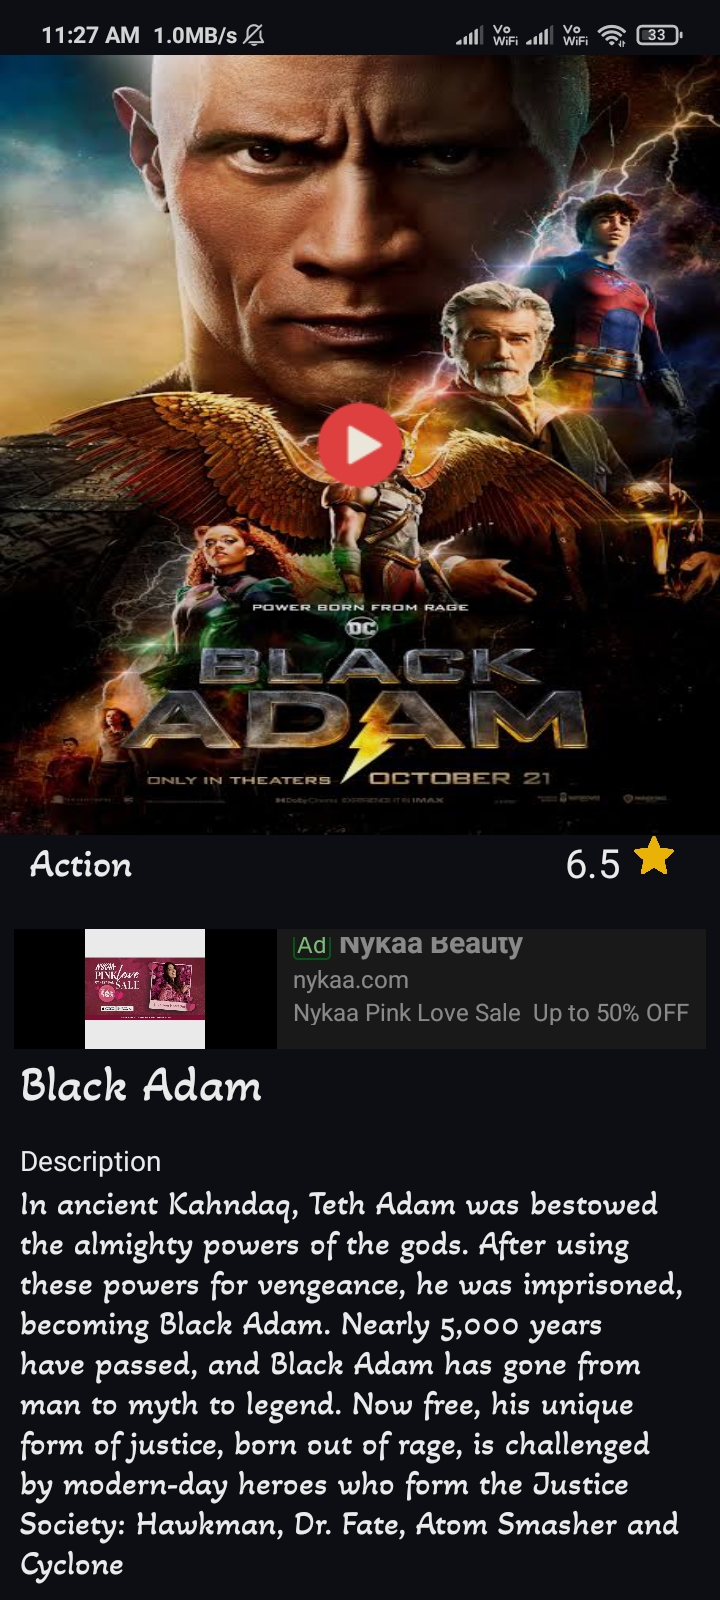 11:27 AM 1.0MB/s Vo WiFi Vo WiFi 33
POWER BORN FROM RAGE
DC
BLACK
ADAM
ONLY IN THEATERS OCTOBER 21
Action 6.5
Ad Nykaa Beauty
nykaa.com
Nykaa Pink Love Sale Up to 50% OFF
NYKAA
PINK Love
SALE
Black Adam
Description
In ancient Kahndaq, Teth Adam was bestowed
the almighty powers of the gods. After using
these powers for vengeance, he was imprisoned,
becoming Black Adam. Nearly 5,000 years
have passed, and Black Adam has gone from
man to myth to legend. Now free, his unique
form of justice, born out of rage, is challenged
by modern-day heroes who form the Justice
Society: Hawkman, Dr. Fate, Atom Smasher and
Cyclone